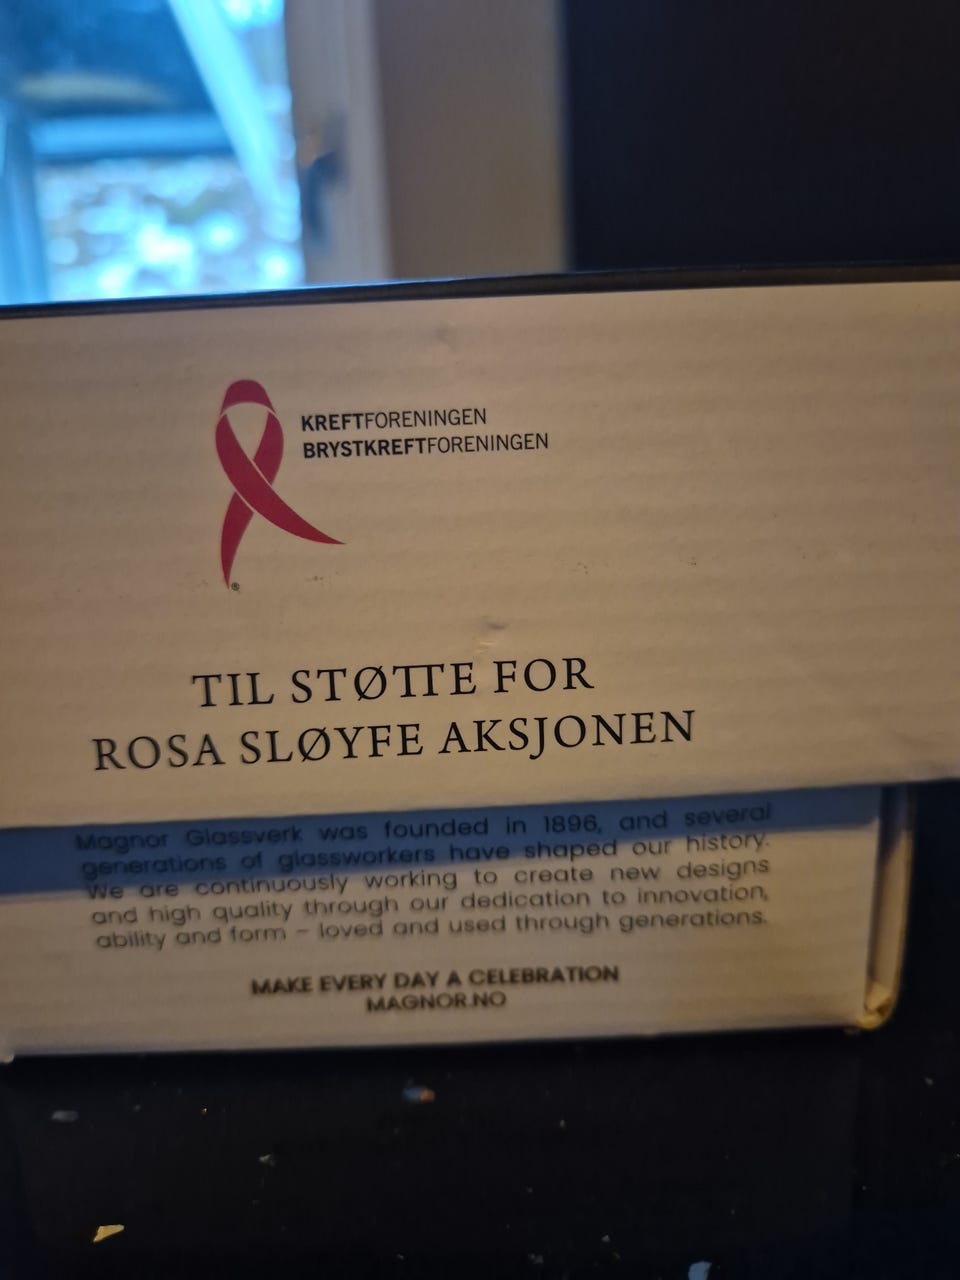 KREFTFORENINGEN
BRYSTKREFTFORENINGEN
®
TIL STØTTE FOR
ROSA SLØYFE AKSJONEN
Magnor Glassverk was founded in 1896, and several
generations of glassworkers have shaped our history.
We are continuously working to create new designs
and high quality through our dedication to innovation,
ability and form – loved and used through generations.
MAKE EVERY DAY A CELEBRATION
MAGNOR.NO